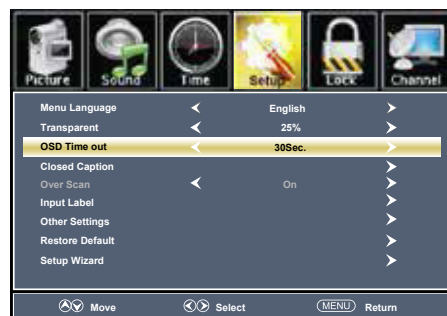 Picture Sound Time Setup Lock Channel
Menu Language English
Transparent 25%
OSD Time out 30Sec.
Closed Caption
Over Scan On
Input Label
Other Settings
Restore Default
Setup Wizard
Move Select MENU Return